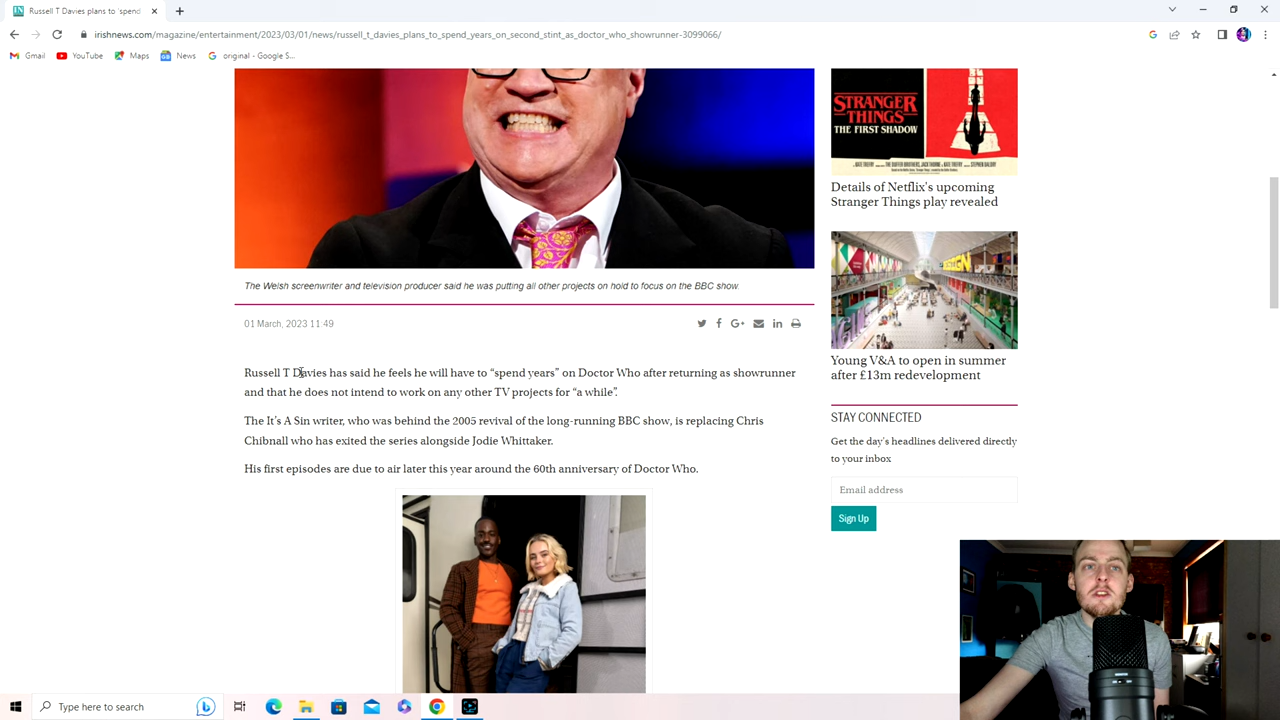 Russell T Davies plans to 'spend
irishnews.com/magazine/entertainment/2023/03/01/news/russell_t_davies_plans_to_spend_years_on_second_stint_as_doctor_who_showrunner-3099066/
Gmail YouTube Maps News original - Google S...
STRANGER
THINGS
THE FIRST SHADOW
Details of Netflix's upcoming
Stranger Things play revealed
The Welsh screenwriter and television producer said he was putting all other projects on hold to focus on the BBC show.
01 March, 2023 11:49
Russell T Davies has said he feels he will have to “spend years” on Doctor Who after returning as showrunner
and that he does not intend to work on any other TV projects for “a while”.
The It’s A Sin writer, who was behind the 2005 revival of the long-running BBC show, is replacing Chris
Chibnall who has exited the series alongside Jodie Whittaker.
His first episodes are due to air later this year around the 60th anniversary of Doctor Who.
Young V&A to open in summer
after £13m redevelopment
STAY CONNECTED
Get the day's headlines delivered directly
to your inbox
Email address
Sign Up
Type here to search